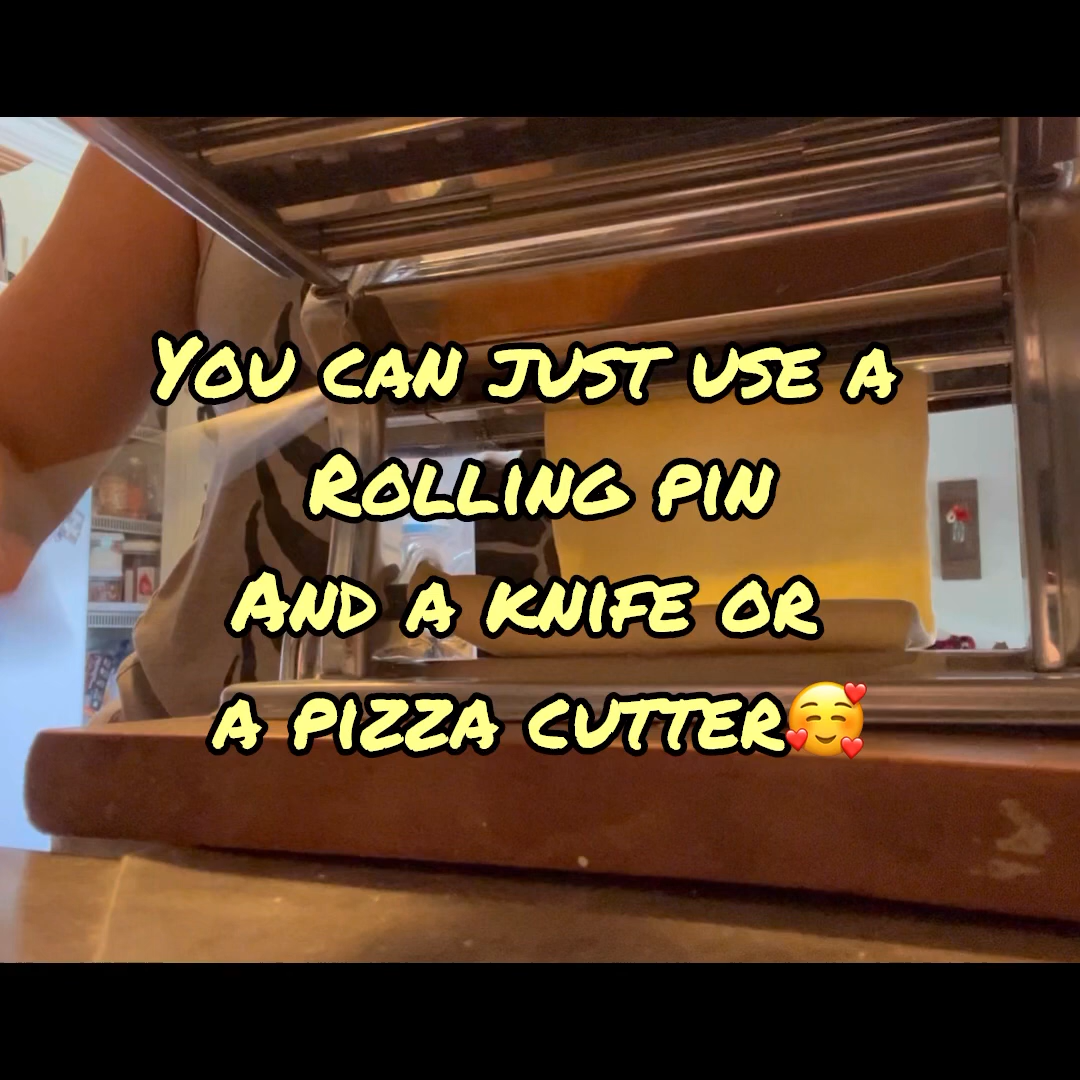 You can just use a
Rolling pin
And a knife or
a pizza cutter🥰